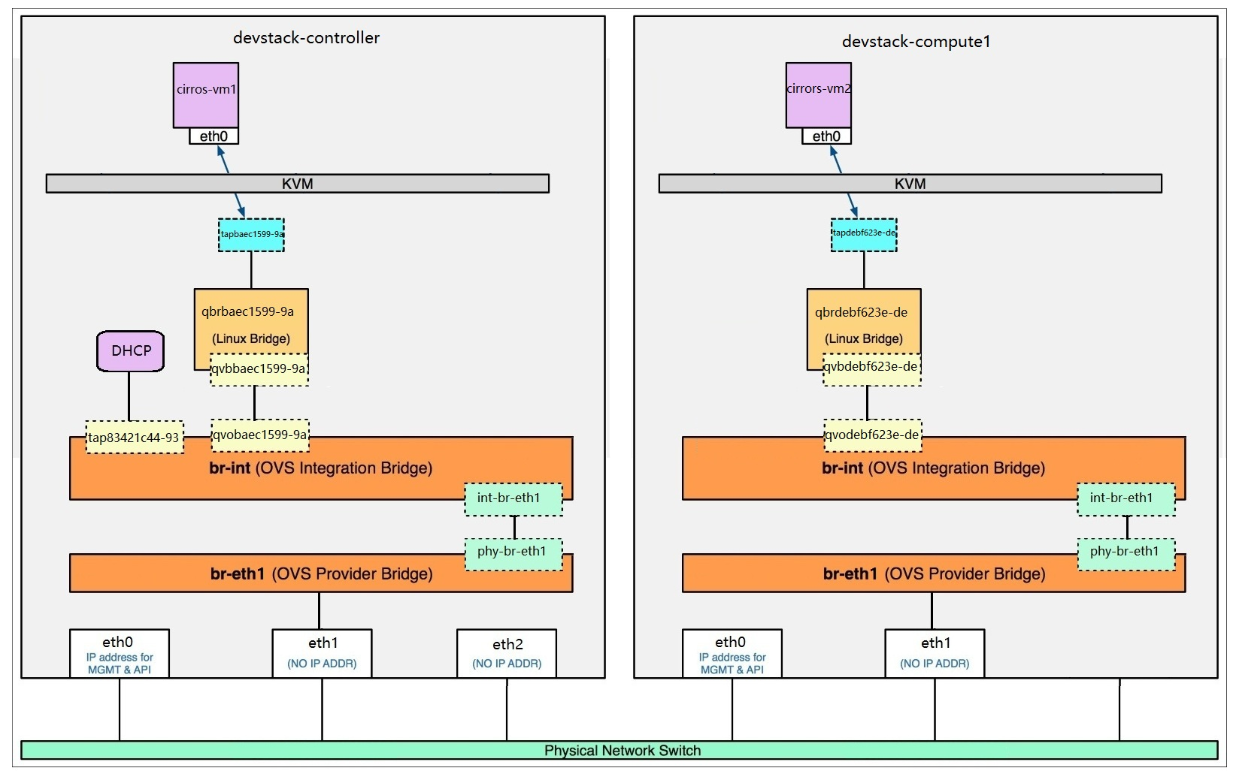 devstack-controller
cirros-vm1
eth0
KVM
tapbaec1599-9a
qbrbaec1599-9a
(Linux Bridge)
DHCP
qvbbaec1599-9a
tap83421c44-93
qvobaec1599-9a
br-int (OVS Integration Bridge)
int-br-eth1
phy-br-eth1
br-eth1 (OVS Provider Bridge)
eth0
IP address for
MGMT & API
eth1
(NO IP ADDR)
eth2
(NO IP ADDR)
devstack-compute1
cirrors-vm2
eth0
KVM
tapdebf623e-de
qbrdebf623e-de
(Linux Bridge)
qvbdebf623e-de
qvodebf623e-de
br-int (OVS Integration Bridge)
int-br-eth1
phy-br-eth1
br-eth1 (OVS Provider Bridge)
eth0
IP address for
MGMT & API
eth1
(NO IP ADDR)
Physical Network Switch